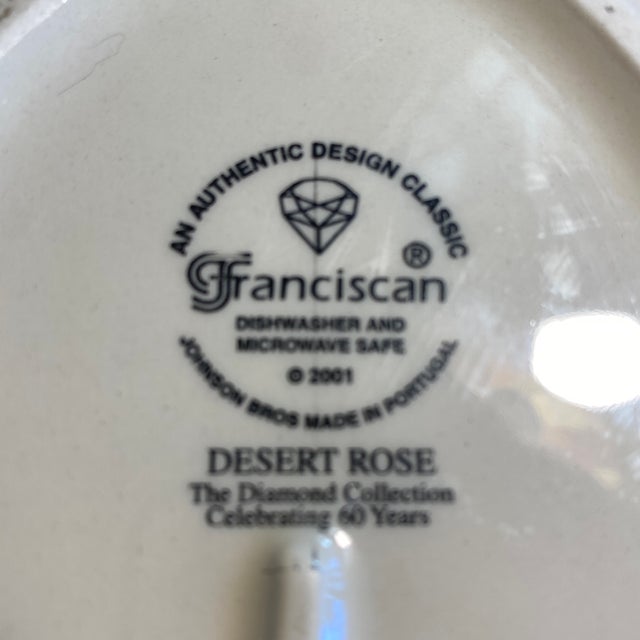 AN AUTHENTIC DESIGN CLASSIC
Franciscan ®
DISHWASHER AND
MICROWAVE SAFE
© 2001
JOHNSON BROS MADE IN PORTUGAL
DESERT ROSE
The Diamond Collection
Celebrating 60 Years